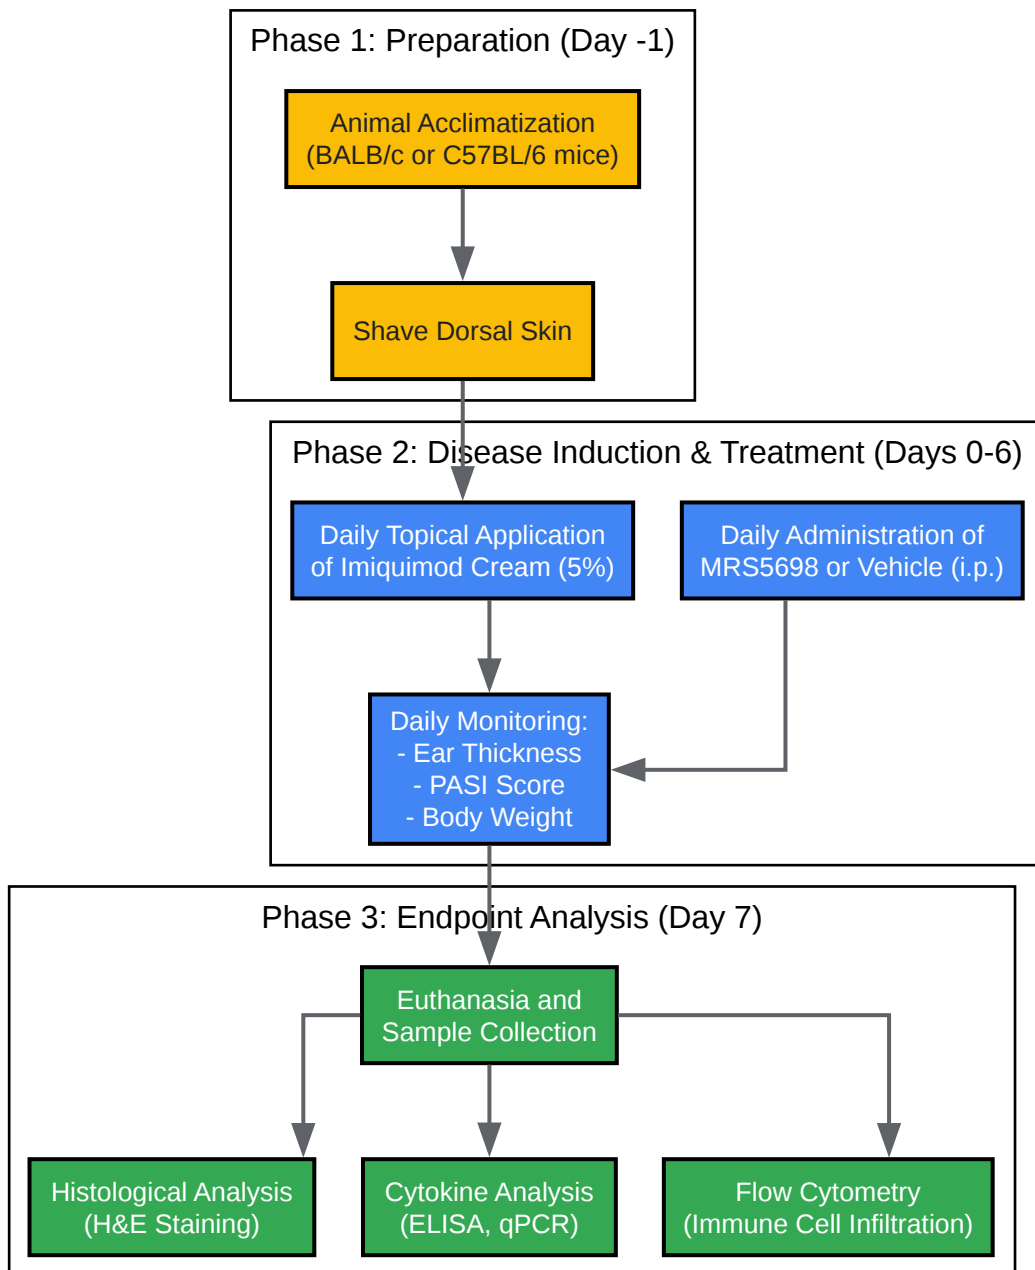 Phase 1: Preparation (Day -1)
Animal Acclimatization
(BALB/c or C57BL/6 mice)
Shave Dorsal Skin
Phase 2: Disease Induction & Treatment (Days 0-6)
Daily Topical Application
of Imiquimod Cream (5%)
Daily Administration of
MRS5698 or Vehicle (i.p.)
Daily Monitoring:
- Ear Thickness
- PASI Score
- Body Weight
Phase 3: Endpoint Analysis (Day 7)
Euthanasia and
Sample Collection
Histological Analysis
(H&E Staining)
Cytokine Analysis
(ELISA, qPCR)
Flow Cytometry
(Immune Cell Infiltration)